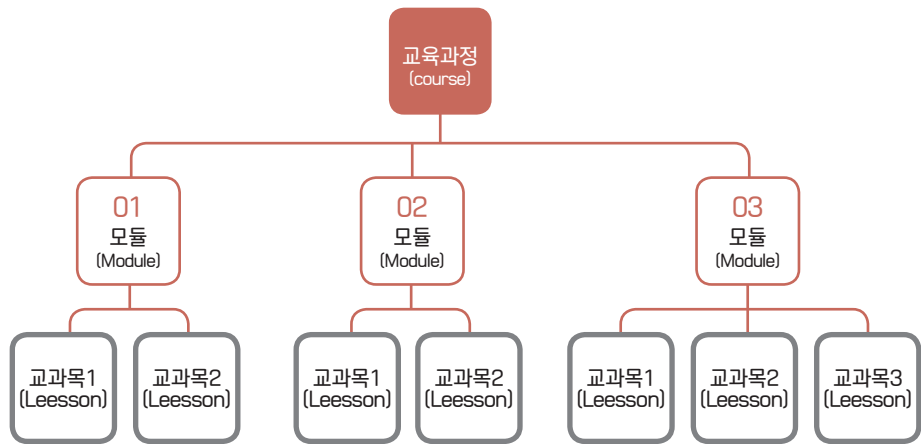 교육과정
(course)
01
모듈
(Module)
02
모듈
(Module)
03
모듈
(Module)
교과목1
(Leesson)
교과목2
(Leesson)
교과목1
(Leesson)
교과목2
(Leesson)
교과목1
(Leesson)
교과목2
(Leesson)
교과목3
(Leesson)